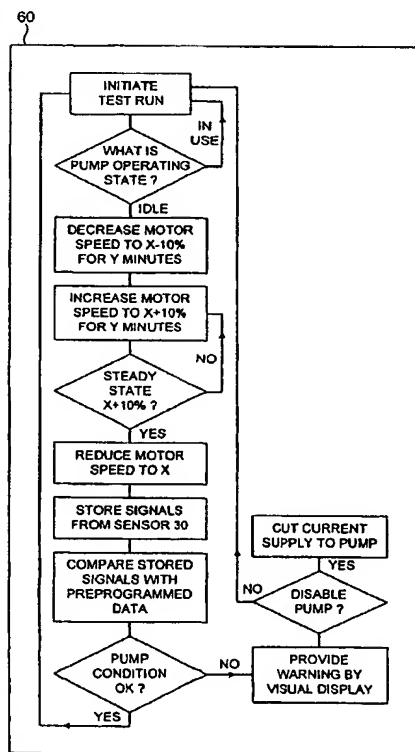 60
INITIATE
TEST RUN
IN
USE
WHAT IS
PUMP OPERATING
STATE ?
IDLE
DECREASE MOTOR
SPEED TO X-10%
FOR Y MINUTES
INCREASE MOTOR
SPEED TO X+10%
FOR Y MINUTES
NO
STEADY
STATE
X+10% ?
YES
REDUCE MOTOR
SPEED TO X
STORE SIGNALS
FROM SENSOR 30
COMPARE STORED
SIGNALS WITH
PREPROGRAMMED
DATA
PUMP
CONDITION
OK ?
YES
NO
PROVIDE
WARNING BY
VISUAL DISPLAY
DISABLE
PUMP ?
NO
YES
CUT CURRENT
SUPPLY TO PUMP